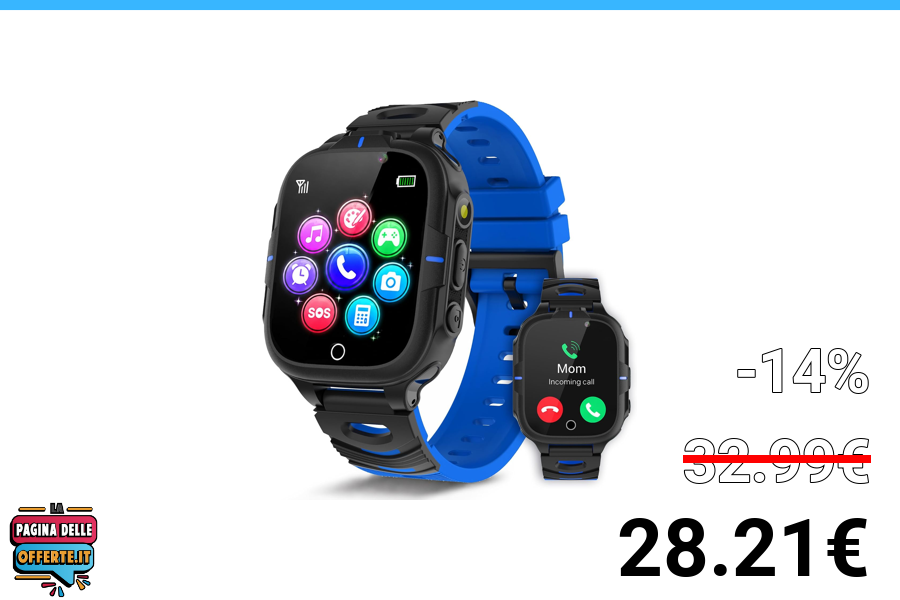 SOS
Mom
Incoming call
-14%
32.99€
28.21€
LA
PAGINA DELLE
OFFERTE.IT